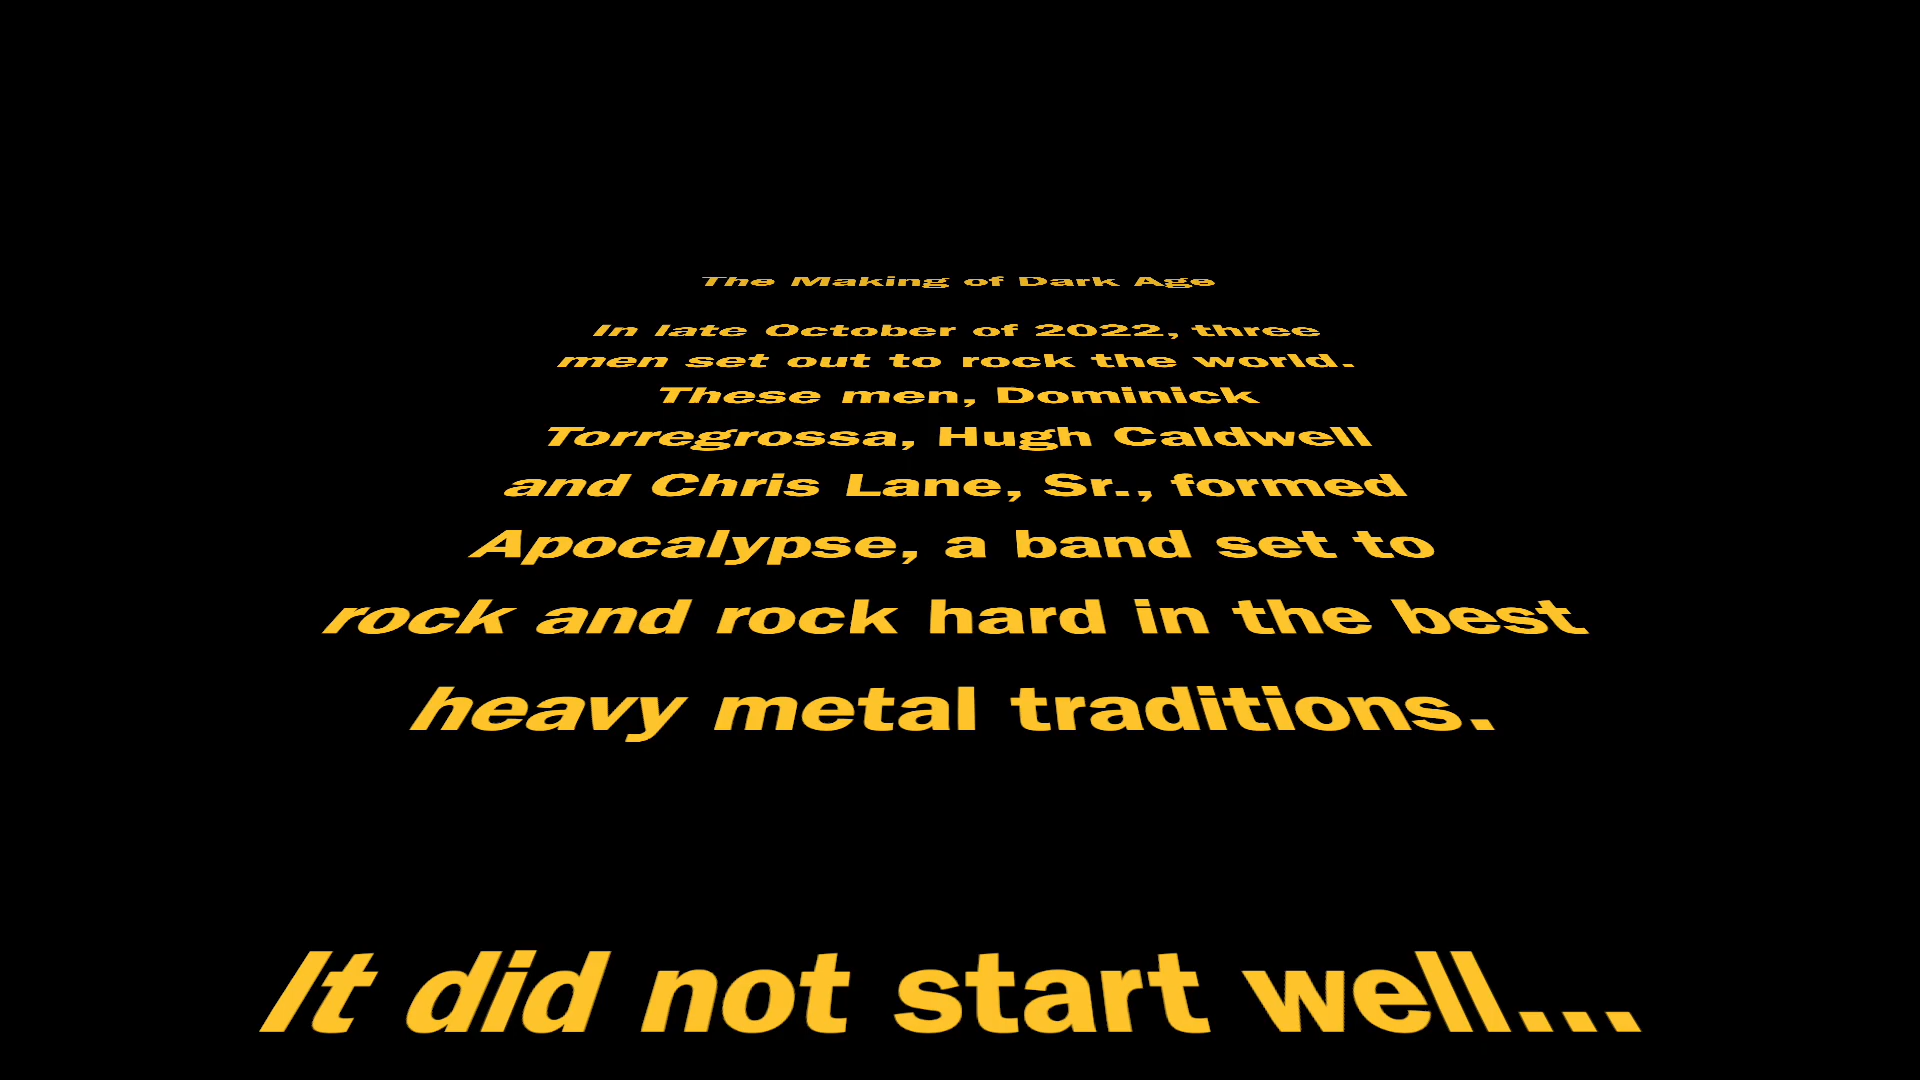 The Making of Dark Age
In late October of 2022, three
men set out to rock the world.
These men, Dominick
Torregrossa, Hugh Caldwell
and Chris Lane, Sr., formed
Apocalypse, a band set to
rock and rock hard in the best
heavy metal traditions.
It did not start well...